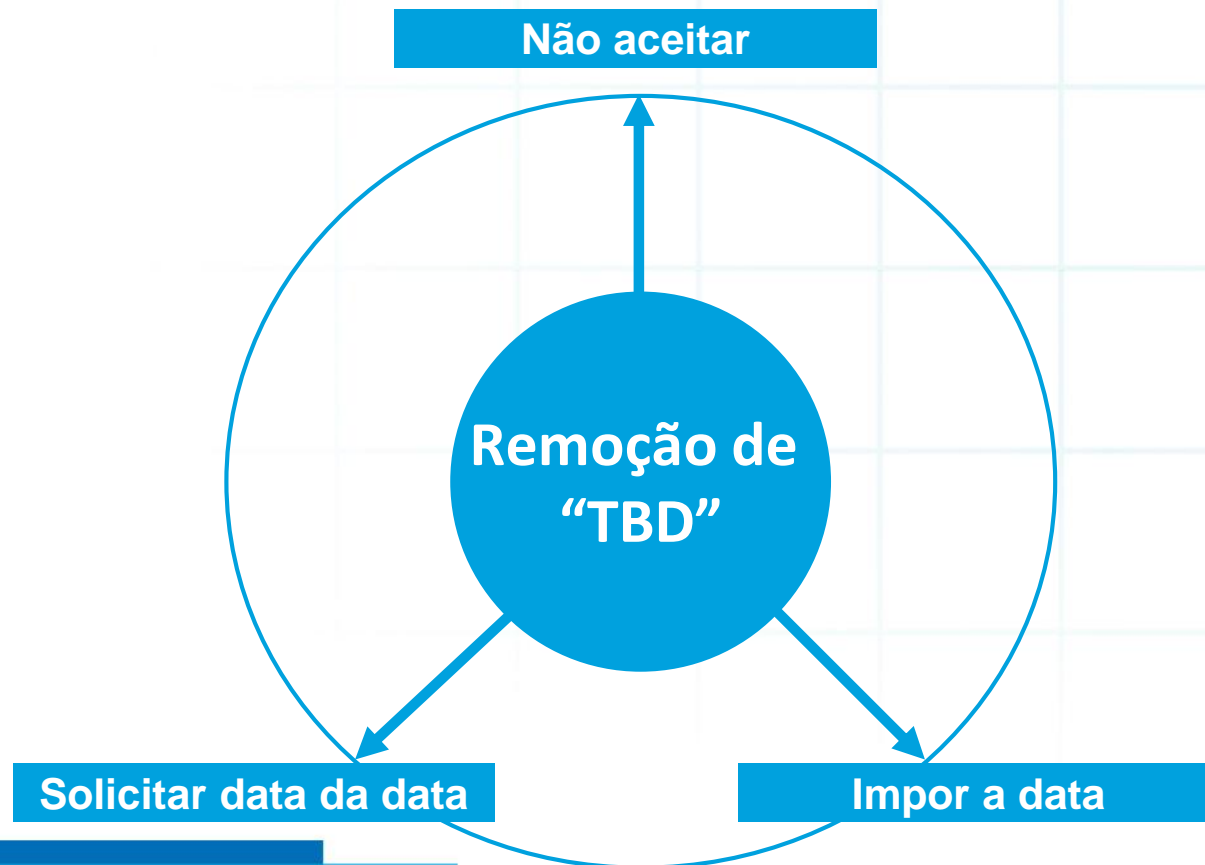 Não aceitar
Remoção de
“TBD”
Solicitar data da data
Impor a data